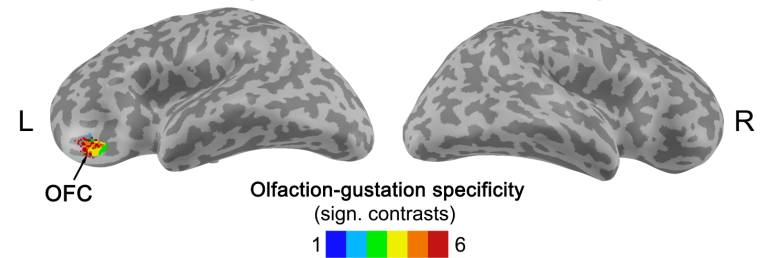 L
R
OFC
Olfaction-gustation specificity
(sign. contrasts)
1 6